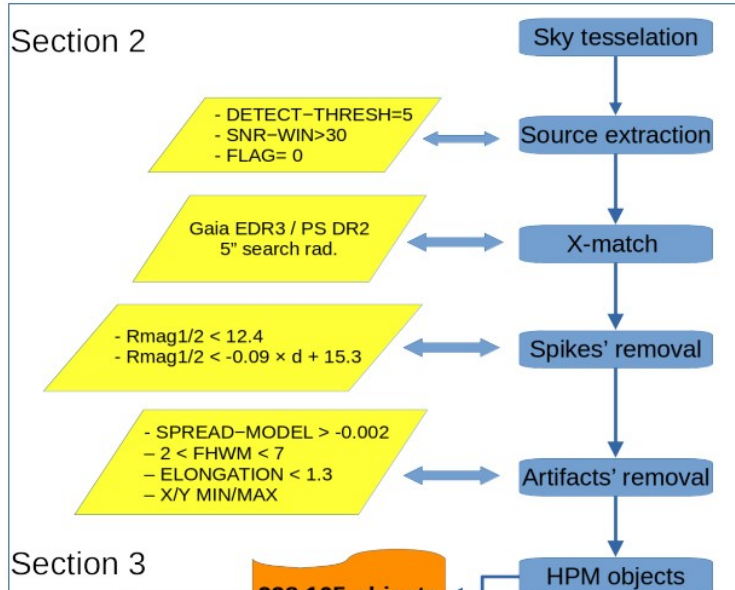 Section 2
Sky tesselation
- DETECT−THRESH=5
- SNR−WIN>30
- FLAG= 0
Source extraction
Gaia EDR3 / PS DR2
5” search rad.
X-match
- Rmag1/2 < 12.4
- Rmag1/2 < -0.09 × d + 15.3
Spikes’ removal
- SPREAD−MODEL > -0.002
– 2 < FHWM < 7
– ELONGATION < 1.3
– X/Y MIN/MAX
Artifacts’ removal
Section 3
HPM objects